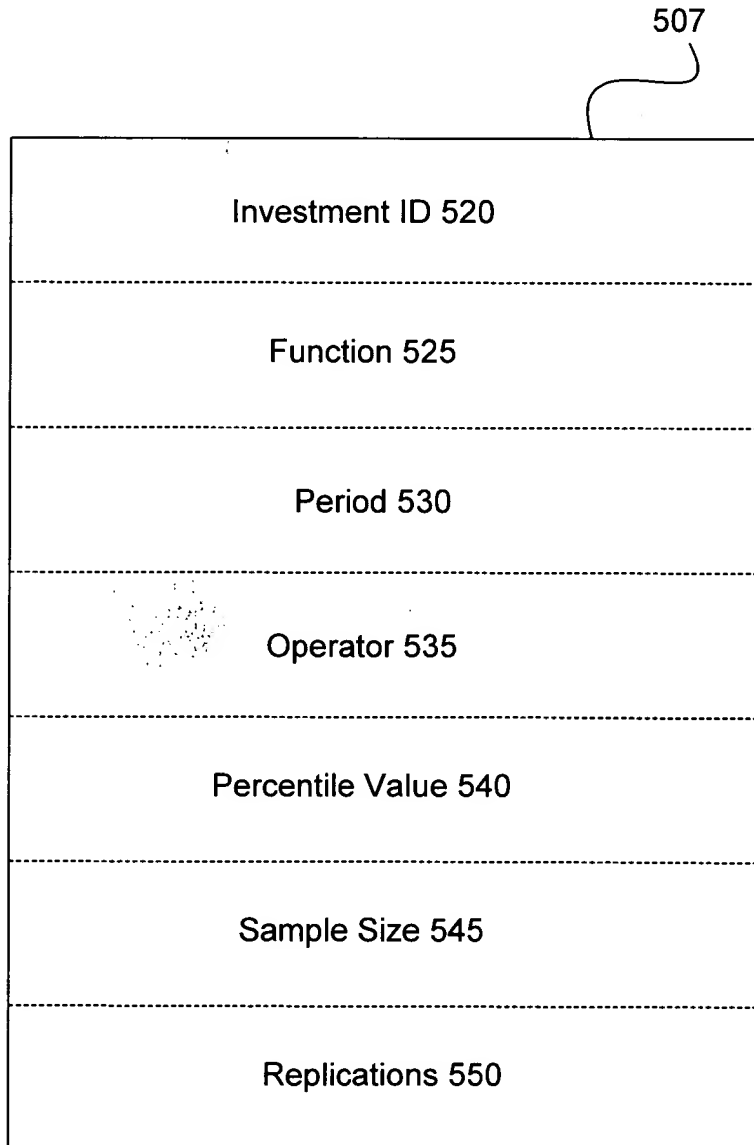 507
Investment ID 520
Function 525
Period 530
Operator 535
Percentile Value 540
Sample Size 545
Replications 550